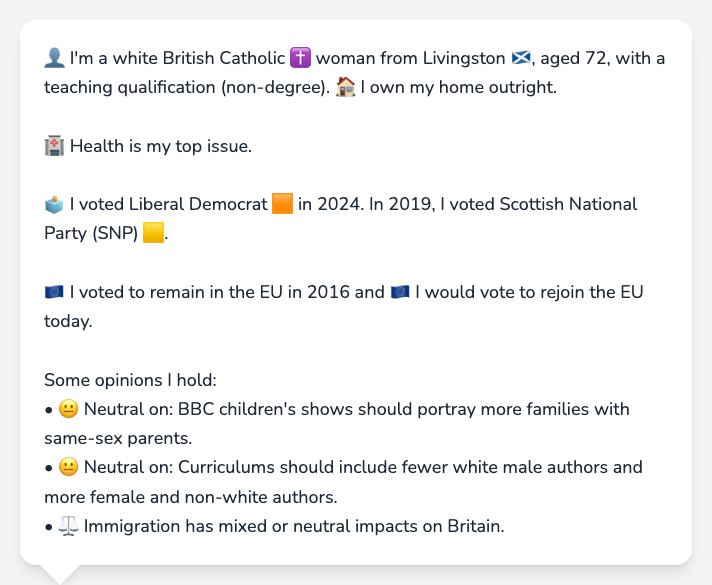 👤 I'm a white British Catholic ✝️ woman from Livingston 🏴󠁧󠁢󠁳󠁣󠁴󠁿, aged 72, with a
teaching qualification (non-degree). 🏠 I own my home outright.
🏥 Health is my top issue.
🗳️ I voted Liberal Democrat 🟧 in 2024. In 2019, I voted Scottish National
Party (SNP) 🟨.
🇪🇺 I voted to remain in the EU in 2016 and 🇪🇺 I would vote to rejoin the EU
today.
Some opinions I hold:
• 😐 Neutral on: BBC children's shows should portray more families with
same-sex parents.
• 😐 Neutral on: Curriculums should include fewer white male authors and
more female and non-white authors.
• ⚖️ Immigration has mixed or neutral impacts on Britain.